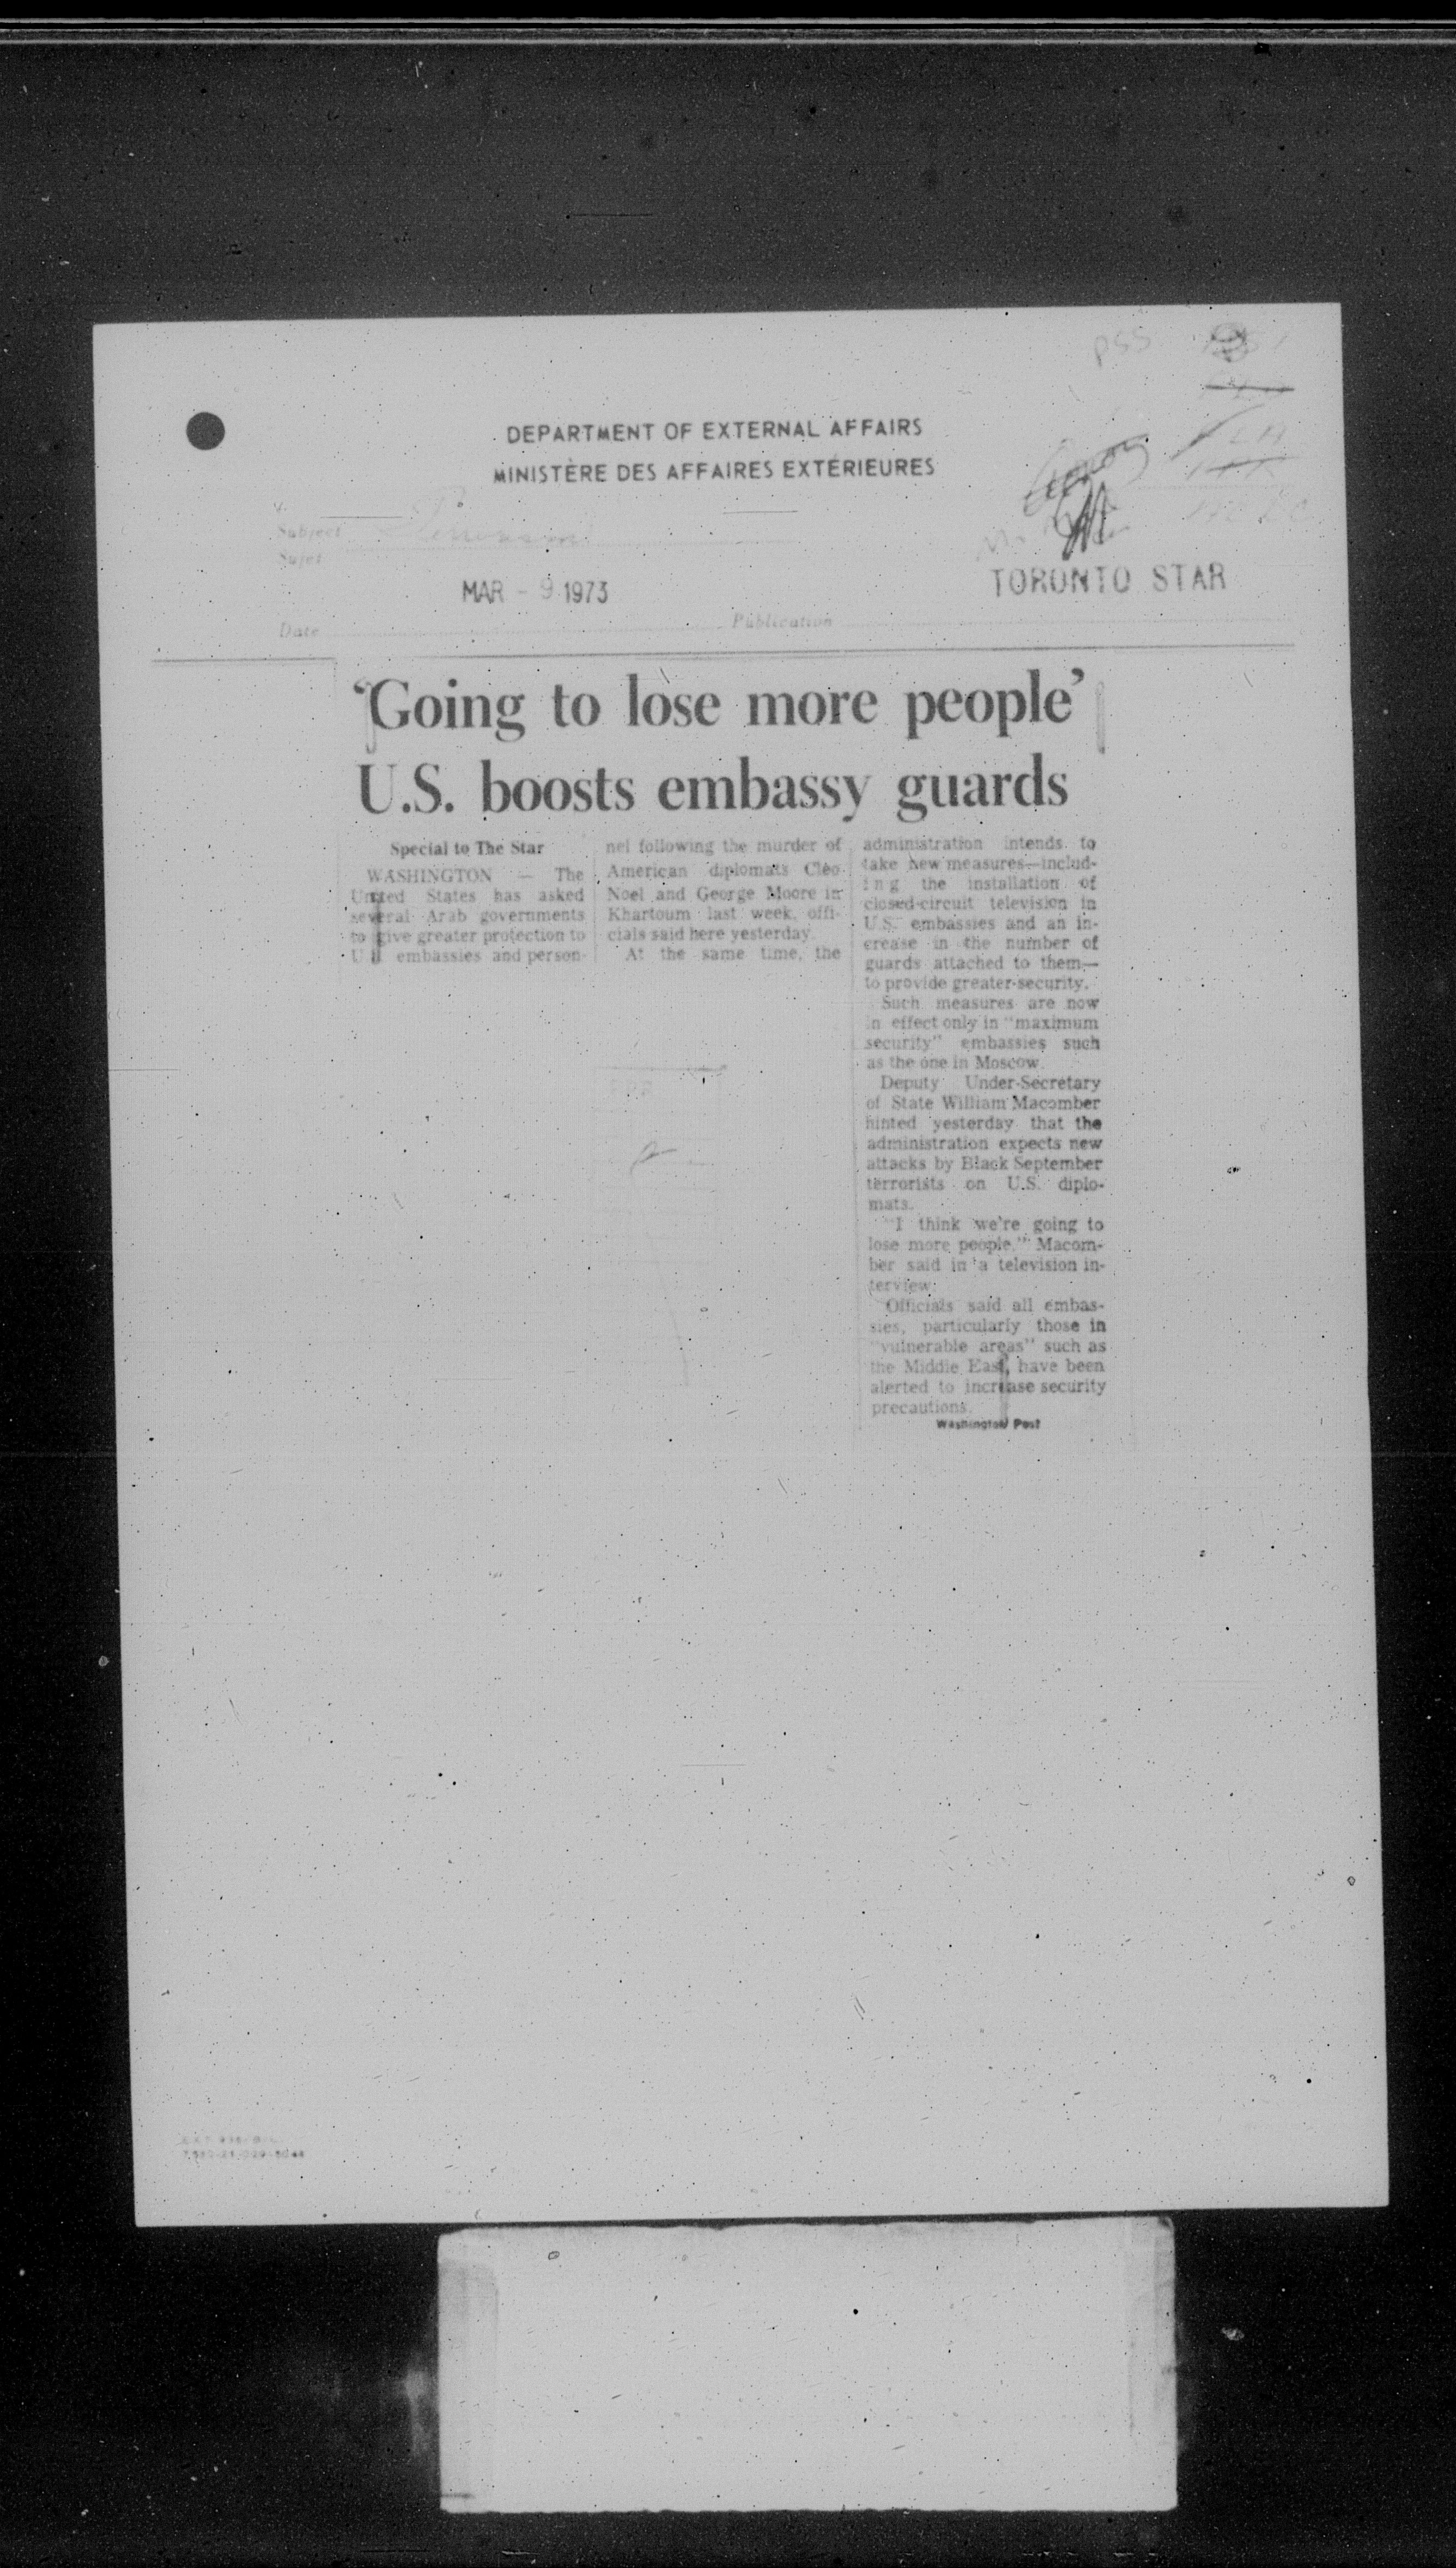 PSS
DEPARTMENT OF EXTERNAL AFFAIRS
MINISTÈRE DES AFFAIRES EXTÉRIEURES
Subject
Sujet
MAR - 9 1973
TORONTO STAR
Date
Publication
‘Going to lose more people’
U.S. boosts embassy guards
Special to The Star
WASHINGTON — The
United States has asked
several Arab governments
to give greater protection to
U.S. embassies and person-
nel following the murder of
American diplomats Cleo
Noel and George Moore in
Khartoum last week, offi-
cials said here yesterday.
At the same time, the
administration intends to
take new measures—includ-
ing the installation of
closed-circuit television in
U.S. embassies and an in-
crease in the number of
guards attached to them—
to provide greater security.
Such measures are now
in effect only in "maximum
security" embassies such
as the one in Moscow.
Deputy Under-Secretary
of State William Macomber
hinted yesterday that the
administration expects new
attacks by Black September
terrorists on U.S. diplo-
mats.
"I think we're going to
lose more people," Macom-
ber said in a television in-
terview.
Officials said all embas-
sies, particularly those in
"vulnerable areas" such as
the Middle East, have been
alerted to increase security
precautions.
Washington Post